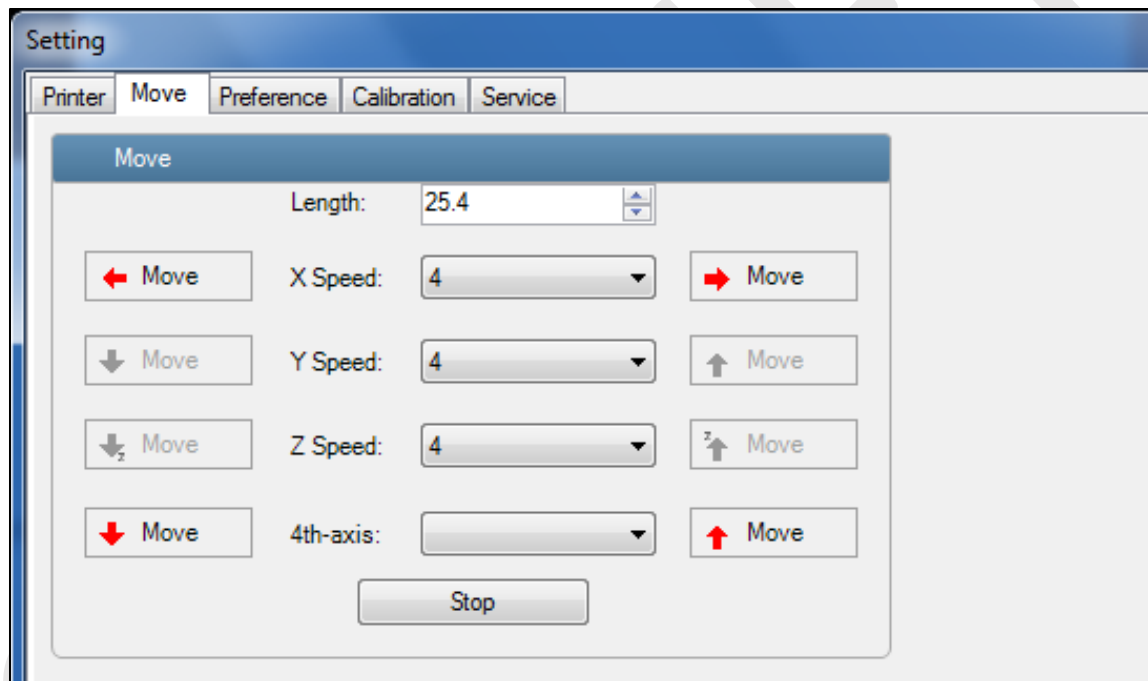 Setting
Printer Move Preference Calibration Service
Move
Length: 25.4
Move X Speed: 4 Move
Move Y Speed: 4 Move
z Move Z Speed: 4 z Move
Move 4th-axis: Move
Stop